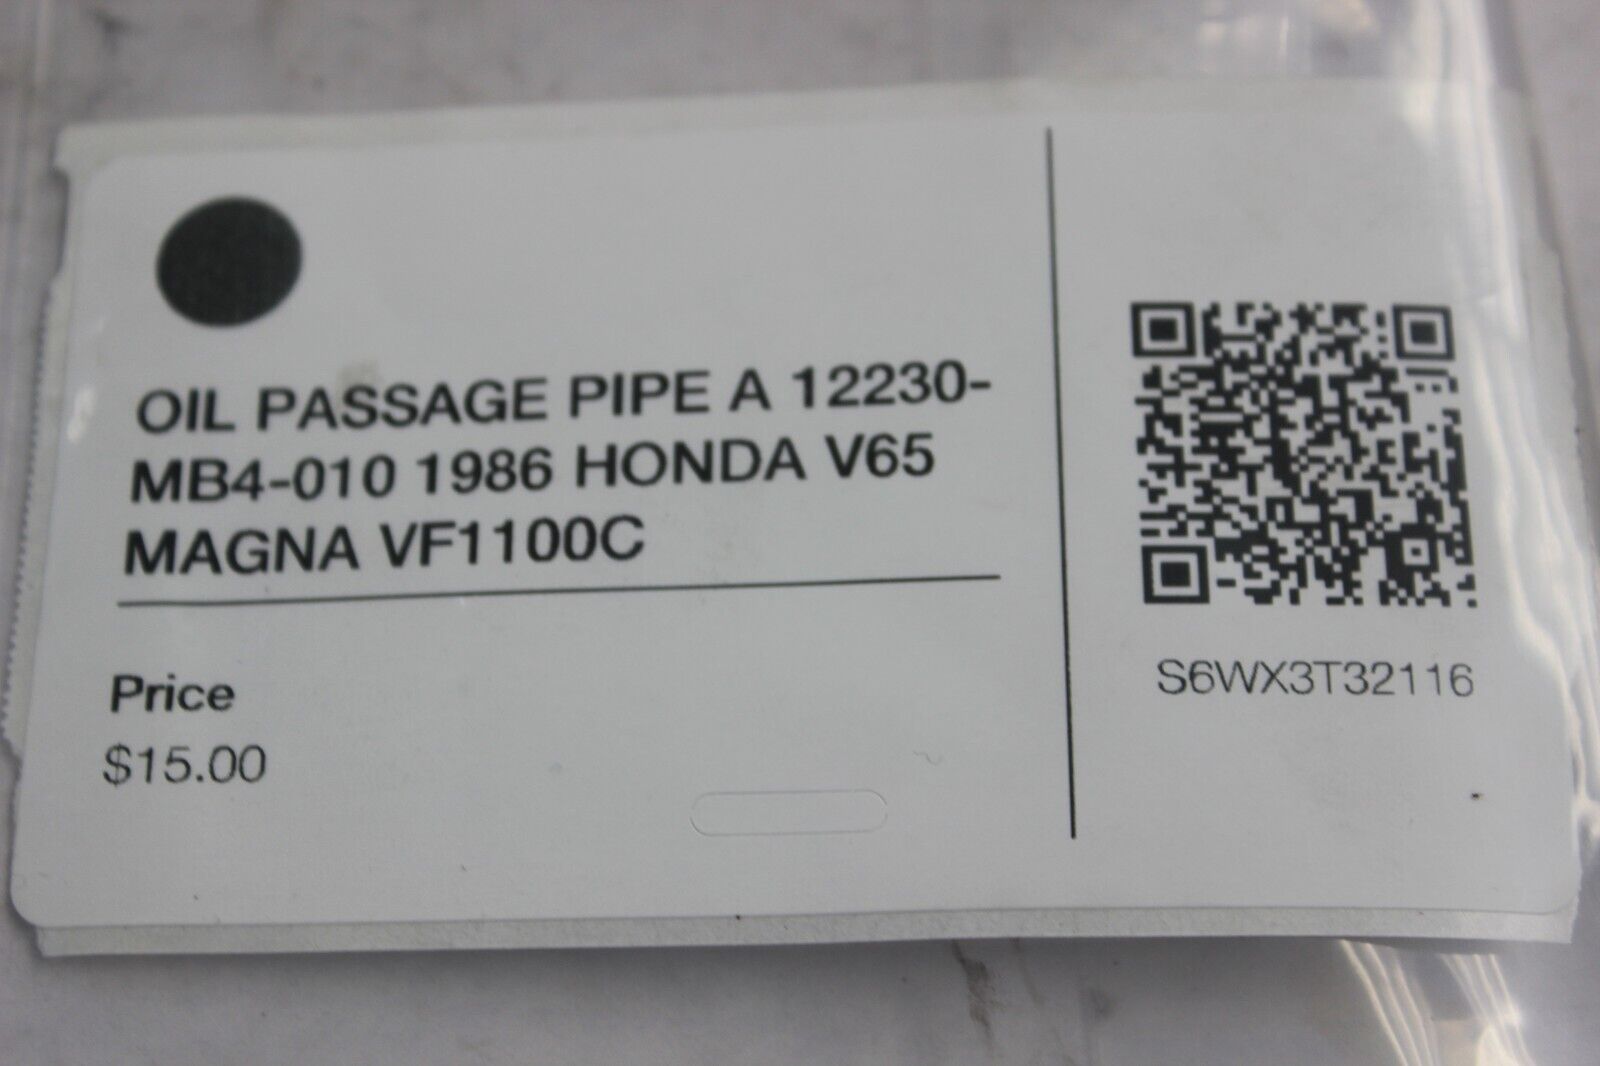 OIL PASSAGE PIPE A 12230-
MB4-010 1986 HONDA V65
MAGNA VF1100C
Price
$15.00
S6WX3T32116